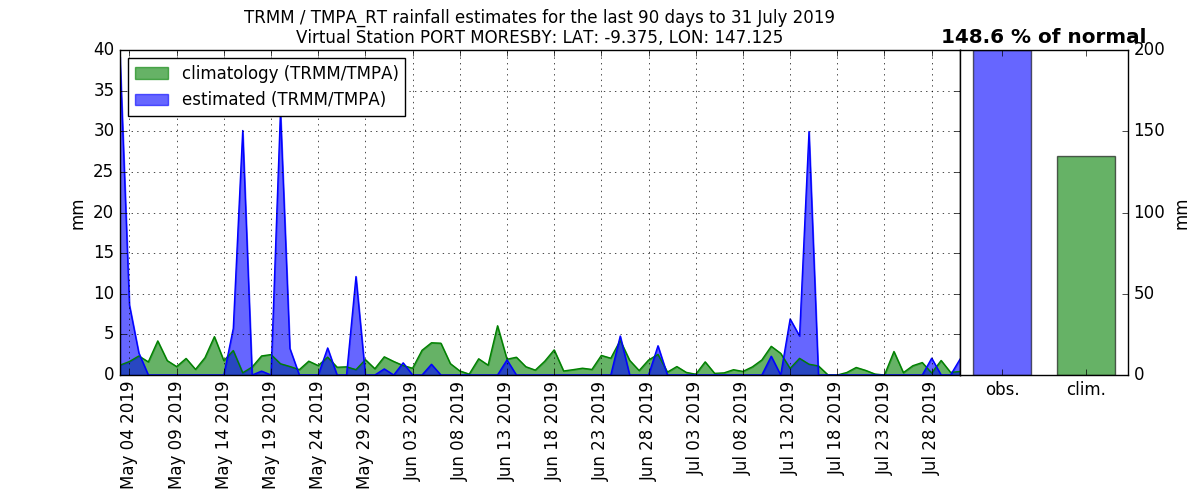 TRMM / TMPA_RT rainfall estimates for the last 90 days to 31 July 2019
Virtual Station PORT MORESBY: LAT: -9.375, LON: 147.125
148.6 % of normal
climatology (TRMM/TMPA)
estimated (TRMM/TMPA)
40
35
30
25
20
15
10
5
0
mm
May 04 2019
May 09 2019
May 14 2019
May 19 2019
May 24 2019
May 29 2019
Jun 03 2019
Jun 08 2019
Jun 13 2019
Jun 18 2019
Jun 23 2019
Jun 28 2019
Jul 03 2019
Jul 08 2019
Jul 13 2019
Jul 18 2019
Jul 23 2019
Jul 28 2019
obs.
clim.
200
150
100
50
0
mm